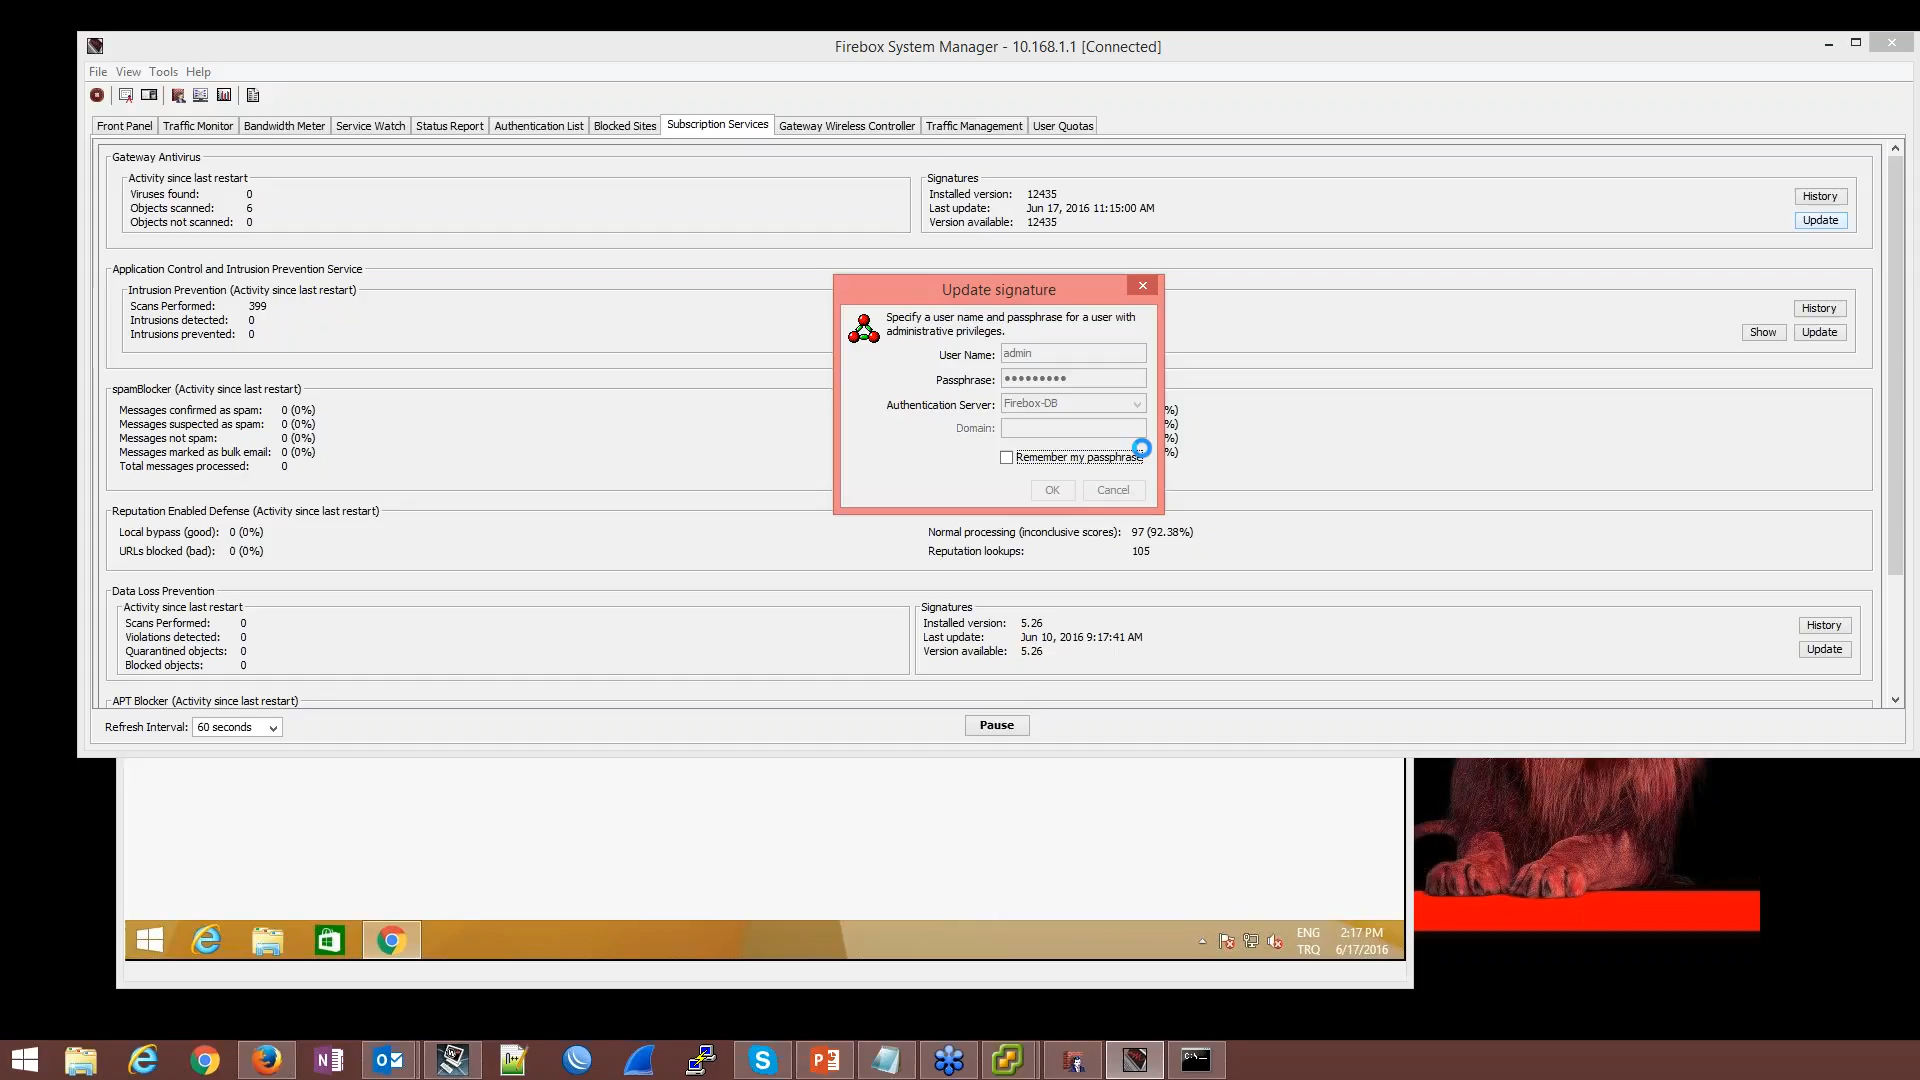 Firebox System Manager - 10.168.1.1 [Connected]
File View Tools Help
Front Panel Traffic Monitor Bandwidth Meter Service Watch Status Report Authentication List Blocked Sites Subscription Services Gateway Wireless Controller Traffic Management User Quotas
Gateway Antivirus
Activity since last restart
Viruses found: 0
Objects scanned: 6
Objects not scanned: 0
Signatures
Installed version: 12435
Last update: Jun 17, 2016 11:15:00 AM
Version available: 12435
History
Update
Application Control and Intrusion Prevention Service
Intrusion Prevention (Activity since last restart)
Scans Performed: 399
Intrusions detected: 0
Intrusions prevented: 0
History
Show Update
Update signature
Specify a user name and passphrase for a user with
administrative privileges.
User Name: admin
Passphrase: •••••••••
Authentication Server: Firebox-DB
Domain:
Remember my passphrase
OK Cancel
spamBlocker (Activity since last restart)
Messages confirmed as spam: 0 (0%)
Messages suspected as spam: 0 (0%)
Messages not spam: 0 (0%)
Messages marked as bulk email: 0 (0%)
Total messages processed: 0
%)
%)
%)
%)
Reputation Enabled Defense (Activity since last restart)
Local bypass (good): 0 (0%)
URLs blocked (bad): 0 (0%)
Normal processing (inconclusive scores): 97 (92.38%)
Reputation lookups: 105
Data Loss Prevention
Activity since last restart
Scans Performed: 0
Violations detected: 0
Quarantined objects: 0
Blocked objects: 0
Signatures
Installed version: 5.26
Last update: Jun 10, 2016 9:17:41 AM
Version available: 5.26
History
Update
APT Blocker (Activity since last restart)
Refresh Interval: 60 seconds
Pause
ENG 2:17 PM
TRQ 6/17/2016